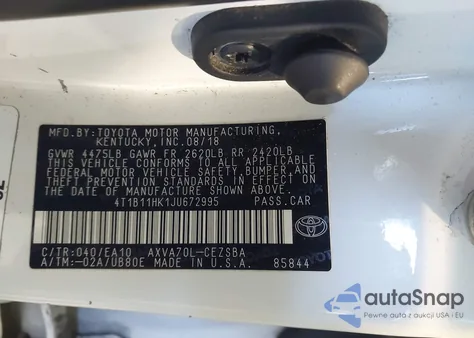 MFD.BY: TOYOTA MOTOR MANUFACTURING,
KENTUCKY, INC. 08/18
GVWR 4475LB GAWR FR 2620LB RR 2420LB
THIS VEHICLE CONFORMS TO ALL APPLICABLE
FEDERAL MOTOR VEHICLE SAFETY, BUMPER, AND
THEFT PREVENTION STANDARDS IN EFFECT ON
THE DATE OF MANUFACTURE SHOWN ABOVE.
4T1B11HK1JU672995 PASS.CAR
C/TR:040/EA10 AXVA70L-CEZSBA
A/TM:-02A/UB80E MADE IN U.S.A. 85844
TOYOTA
autaSnap
Pewne auta z aukcji USA i EU